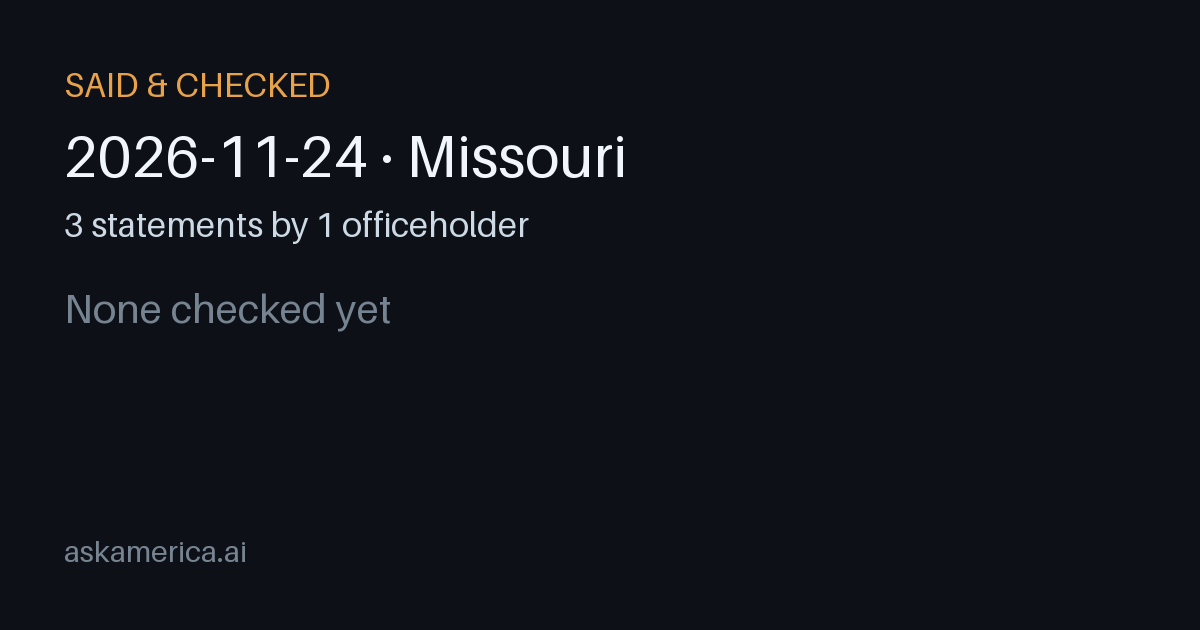 SAID & CHECKED
2026-11-24 · Missouri
3 statements by 1 officeholder
None checked yet
askamerica.ai